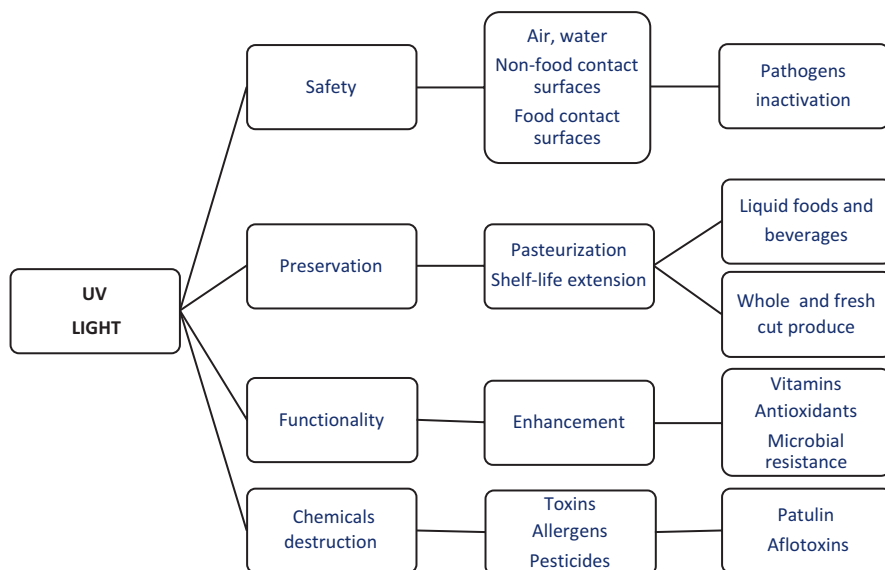 UV
LIGHT
Safety
Air, water
Non-food contact
surfaces
Food contact
surfaces
Pathogens
inactivation
Preservation
Pasteurization
Shelf-life extension
Liquid foods and
beverages
Whole and fresh
cut produce
Functionality
Enhancement
Vitamins
Antioxidants
Microbial
resistance
Chemicals
destruction
Toxins
Allergens
Pesticides
Patulin
Aflotoxins